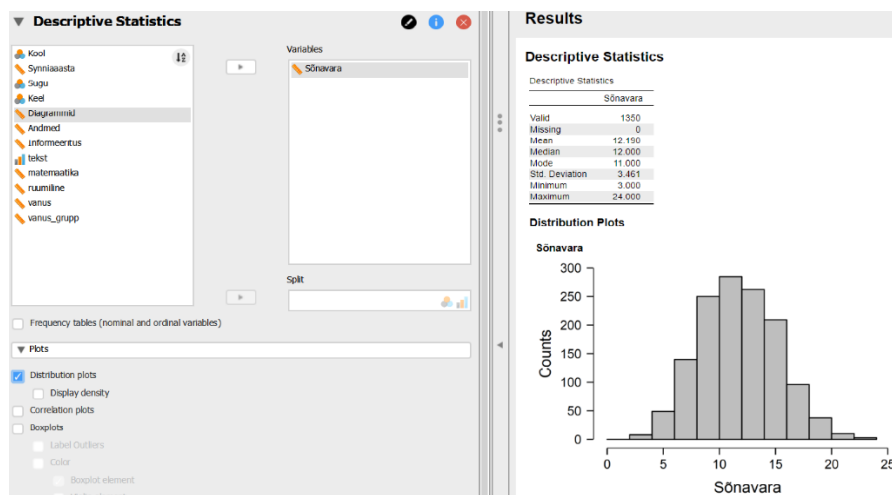 Descriptive Statistics
Kool
Synniaaasta
Sugu
Keel
Diagrammid
Andmed
Informeeritus
tekst
matemaatika
ruumiline
vanus
vanus_grupp
Variables
Sõnavara
Split
Frequency tables (nominal and ordinal variables)
Plots
Distribution plots
Display density
Correlation plots
Boxplots
Label Outliers
Color
Boxplot element
Results
Descriptive Statistics
Descriptive Statistics
Sõnavara
Valid 1350
Missing 0
Mean 12.190
Median 12.000
Mode 11.000
Std. Deviation 3.461
Minimum 3.000
Maximum 24.000
Distribution Plots
Sõnavara
300
250
200
150
100
50
0
Counts
0 5 10 15 20 25
Sõnavara